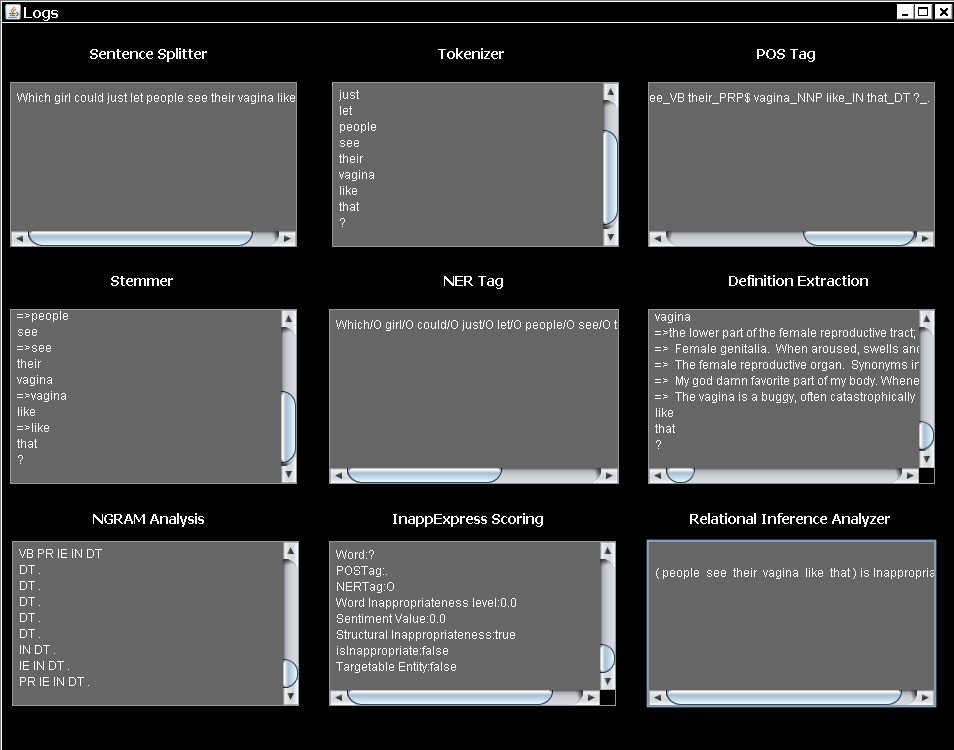 Logs
Sentence Splitter
Which girl could just let people see their vagina like
Tokenizer
just
let
people
see
their
vagina
like
that
?
POS Tag
ee_VB their_PRP$ vagina_NNP like_IN that_DT ?_.
Stemmer
=>people
see
=>see
their
vagina
=>vagina
like
=>like
that
?
NER Tag
Which/O girl/O could/O just/O let/O people/O see/O t
Definition Extraction
vagina
=>the lower part of the female reproductive tract;
=> Female genitalia. When aroused, swells and
=> The female reproductive organ. Synonyms in
=> My god damn favorite part of my body. Whene
=> The vagina is a buggy, often catastrophically
like
that
?
NGRAM Analysis
VB PR IE IN DT
DT .
DT .
DT .
DT .
DT .
IN DT .
IE IN DT .
PR IE IN DT .
InappExpress Scoring
Word:?
POSTag:.
NERTag:O
Word Inappropriateness level:0.0
Sentiment Value:0.0
Structural Inappropriateness:true
isInappropriate:false
Targetable Entity:false
Relational Inference Analyzer
( people see their vagina like that ) is Inappropria